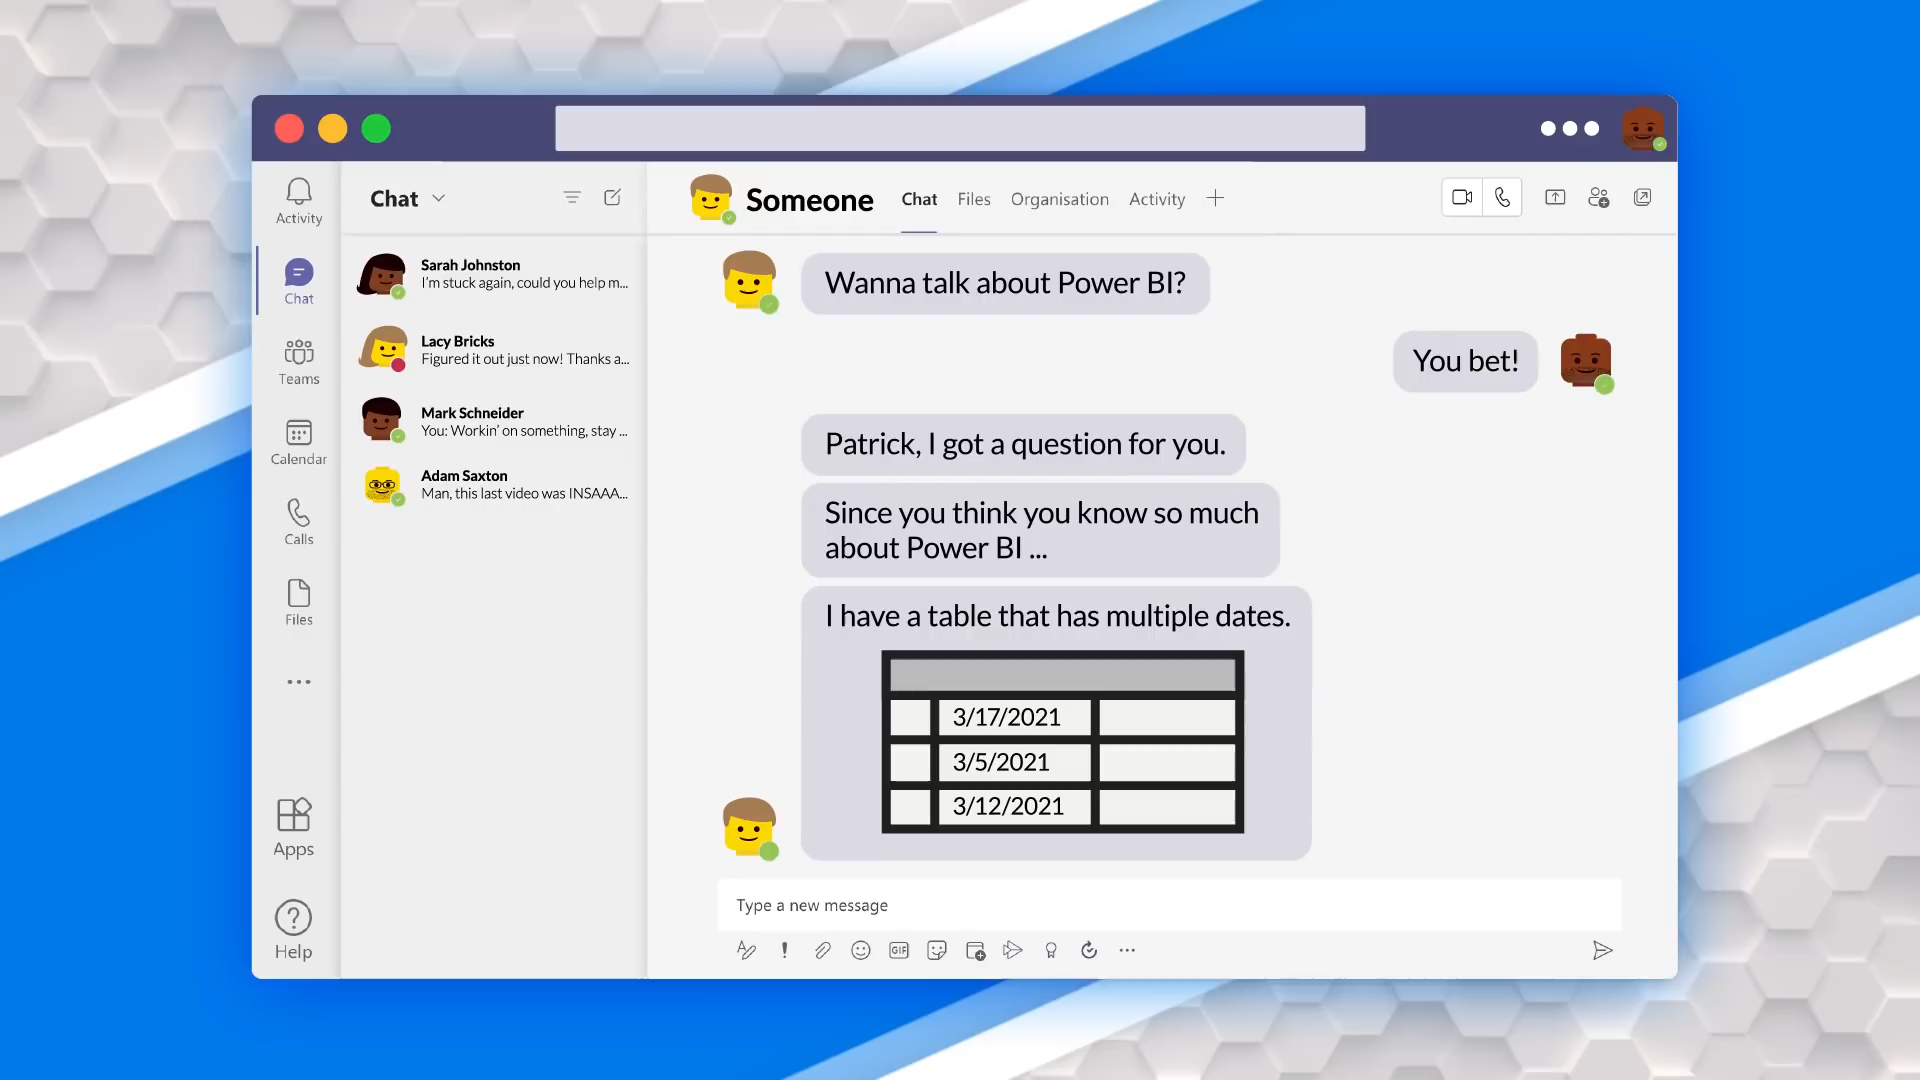 Activity
Chat
Teams
Calendar
Calls
Files
Apps
Help
Chat
Sarah Johnston
I'm stuck again, could you help m...
Lacy Bricks
Figured it out just now! Thanks a...
Mark Schneider
You: Workin' on something, stay ...
Adam Saxton
Man, this last video was INSAAA...
Someone
Chat
Files
Organisation
Activity
Wanna talk about Power BI?
You bet!
Patrick, I got a question for you.
Since you think you know so much
about Power BI ...
I have a table that has multiple dates.
3/17/2021
3/5/2021
3/12/2021
Type a new message
GIF